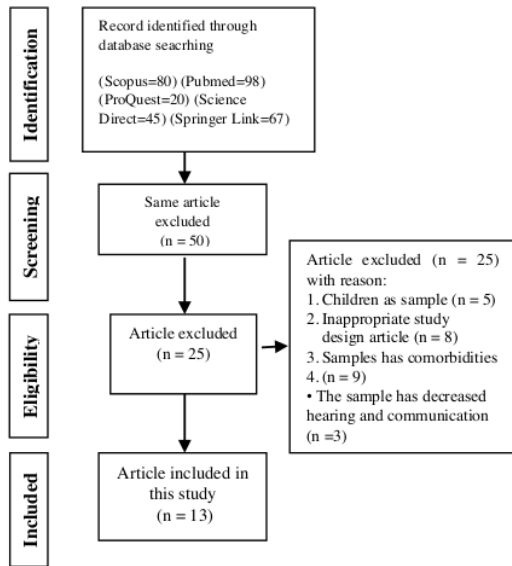 Identification
Record identified through
database seacrhing
(Scopus=80) (Pubmed=98)
(ProQuest=20) (Science
Direct=45) (Springer Link=67)
Screening
Same article
excluded
(n = 50)
Eligibility
Article excluded
(n = 25)
Article excluded (n = 25)
with reason:
1. Children as sample (n = 5)
2. Inappropriate study
design article (n = 8)
3. Samples has comorbidities
4. (n = 9)
• The sample has decreased
hearing and communication
(n =3)
Included
Article included in
this study
(n = 13)